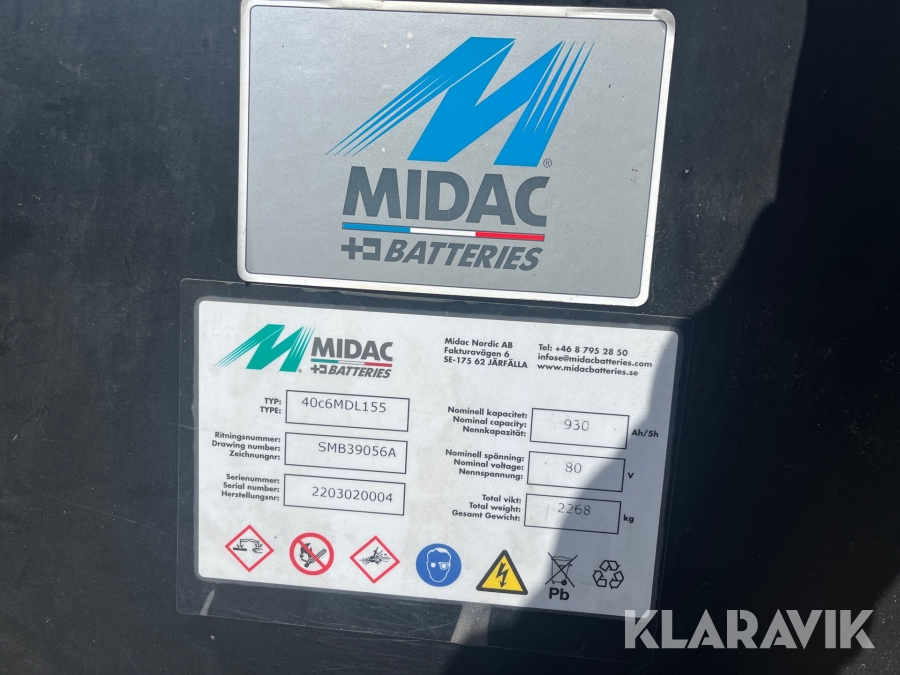 MIDAC
BATTERIES
MIDAC
BATTERIES
Midac Nordic AB
Fakturavägen 6
SE-175 62 JÄRFÄLLA
Tel: +46 8 795 28 50
infose@midacbatteries.com
www.midacbatteries.se
TYP:
TYPE:
40c6MDL155
Ritningsnummer:
Drawing number:
Zeichnungnr:
SMB39056A
Serienummer:
Serial number:
Herstellungsnr:
2203020004
Nominell kapacitet:
Nominal capacity:
Nennkapazität:
930
Ah/5h
Nominell spänning:
Nominal voltage:
Nennspannung:
80
V
Total vikt:
Total weight:
Gesamt Gewicht:
2268
kg
Pb
KLARAVIK